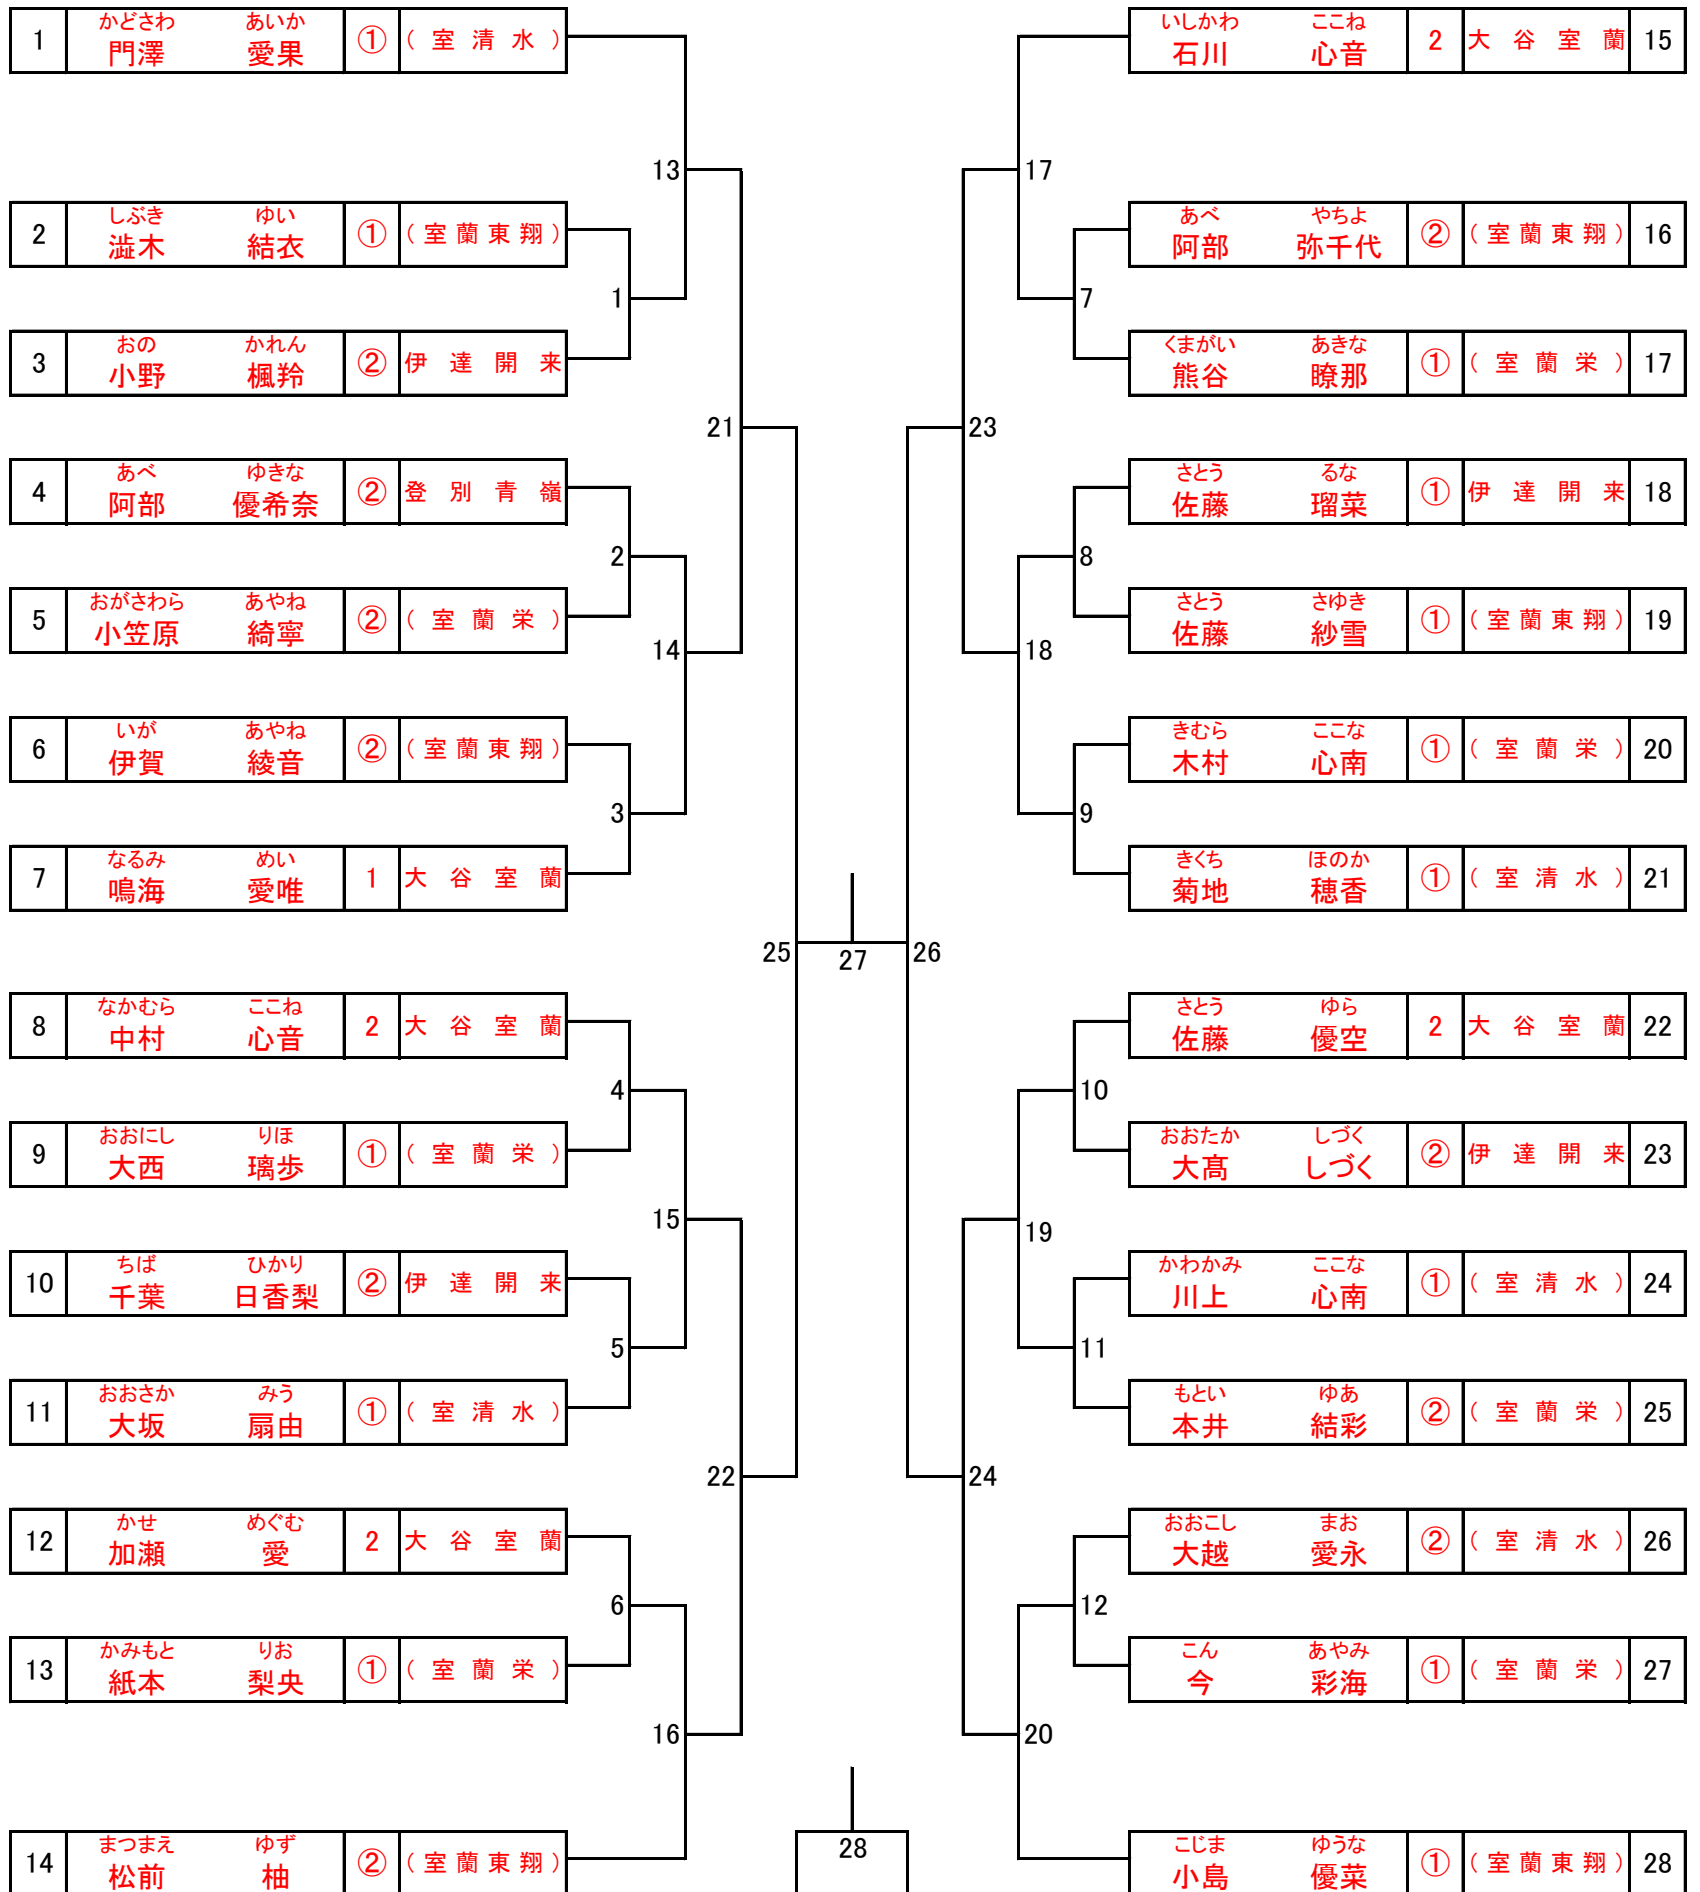 かどさわ あいか
1 門澤 愛果 ① (室清水)
しぶき ゆい
2 澁木 結衣 ① (室蘭東翔)
おの かれん
3 小野 楓羚 ② 伊達開来
あべ ゆきな
4 阿部 優希奈 ② 登別青嶺
おがさわら あやね
5 小笠原 綺寧 ② (室蘭栄)
いが あやね
6 伊賀 綾音 ② (室蘭東翔)
なるみ めい
7 鳴海 愛唯 1 大谷室蘭
なかむら ここね
8 中村 心音 2 大谷室蘭
おおにし りほ
9 大西 璃歩 ① (室蘭栄)
ちば ひかり
10 千葉 日香梨 ② 伊達開来
おおさか みう
11 大坂 扇由 ① (室清水)
かせ めぐむ
12 加瀬 愛 2 大谷室蘭
かみもと りお
13 紙本 梨央 ① (室蘭栄)
まつまえ ゆず
14 松前 柚 ② (室蘭東翔)
13
1
21
2
14
3
25
4
15
5
22
6
16
27
28
17
7
23
8
18
9
26
10
19
11
24
12
20
いしかわ ここね
石川 心音 2 大谷室蘭 15
あべ やちよ
阿部 弥千代 ② (室蘭東翔) 16
くまがい あきな
熊谷 瞭那 ① (室蘭栄) 17
さとう るな
佐藤 瑠菜 ① 伊達開来 18
さとう さゆき
佐藤 紗雪 ① (室蘭東翔) 19
きむら ここな
木村 心南 ① (室蘭栄) 20
きくち ほのか
菊地 穂香 ① (室清水) 21
さとう ゆら
佐藤 優空 2 大谷室蘭 22
おおたか しづく
大髙 しづく ② 伊達開来 23
かわかみ ここな
川上 心南 ① (室清水) 24
もとい ゆあ
本井 結彩 ② (室蘭栄) 25
おおこし まお
大越 愛永 ② (室清水) 26
こん あやみ
今 彩海 ① (室蘭栄) 27
こじま ゆうな
小島 優菜 ① (室蘭東翔) 28